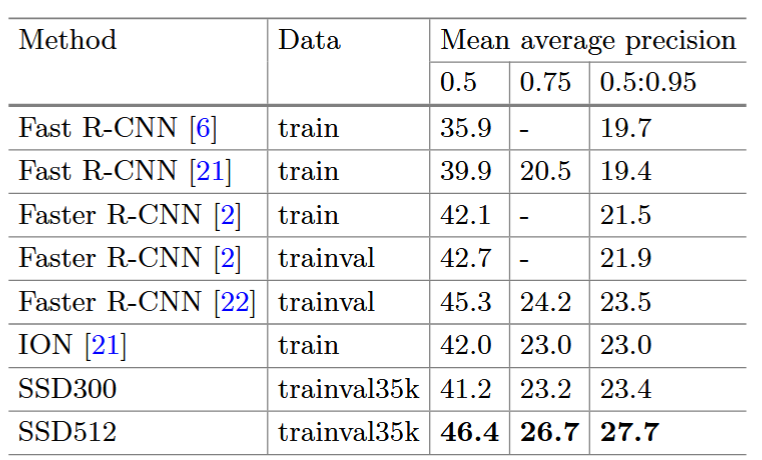 Method Data Mean average precision
0.5 0.75 0.5:0.95
Fast R-CNN [6] train 35.9 - 19.7
Fast R-CNN [21] train 39.9 20.5 19.4
Faster R-CNN [2] train 42.1 - 21.5
Faster R-CNN [2] trainval 42.7 - 21.9
Faster R-CNN [22] trainval 45.3 24.2 23.5
ION [21] train 42.0 23.0 23.0
SSD300 trainval35k 41.2 23.2 23.4
SSD512 trainval35k 46.4 26.7 27.7